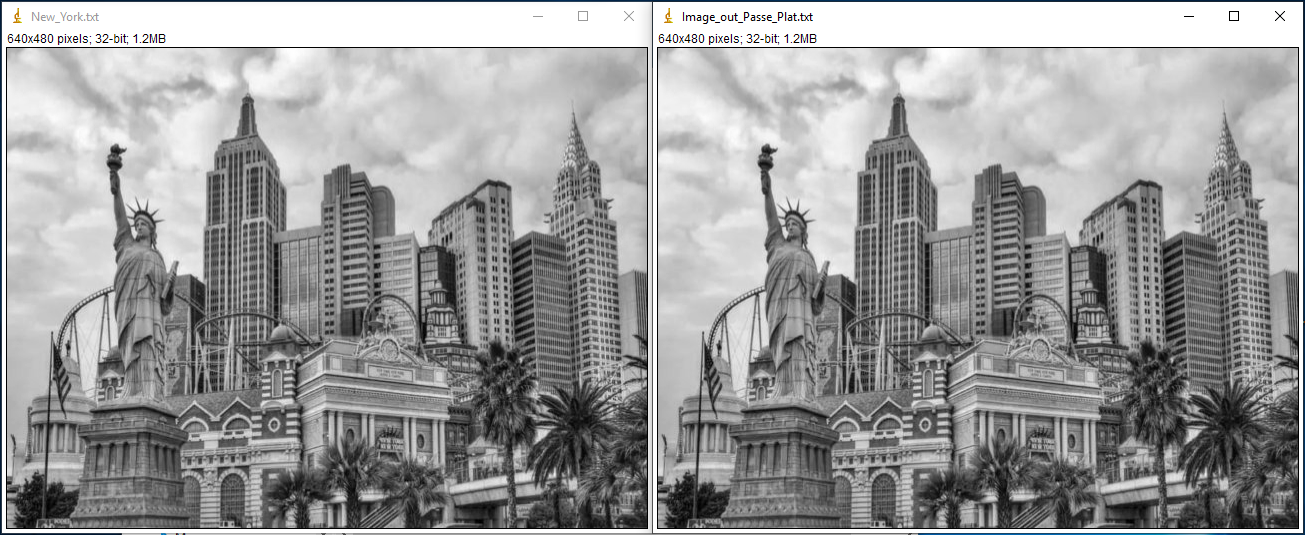 New_York.txt
640x480 pixels; 32-bit; 1.2MB
Image_out_Passe_Plat.txt
640x480 pixels; 32-bit; 1.2MB